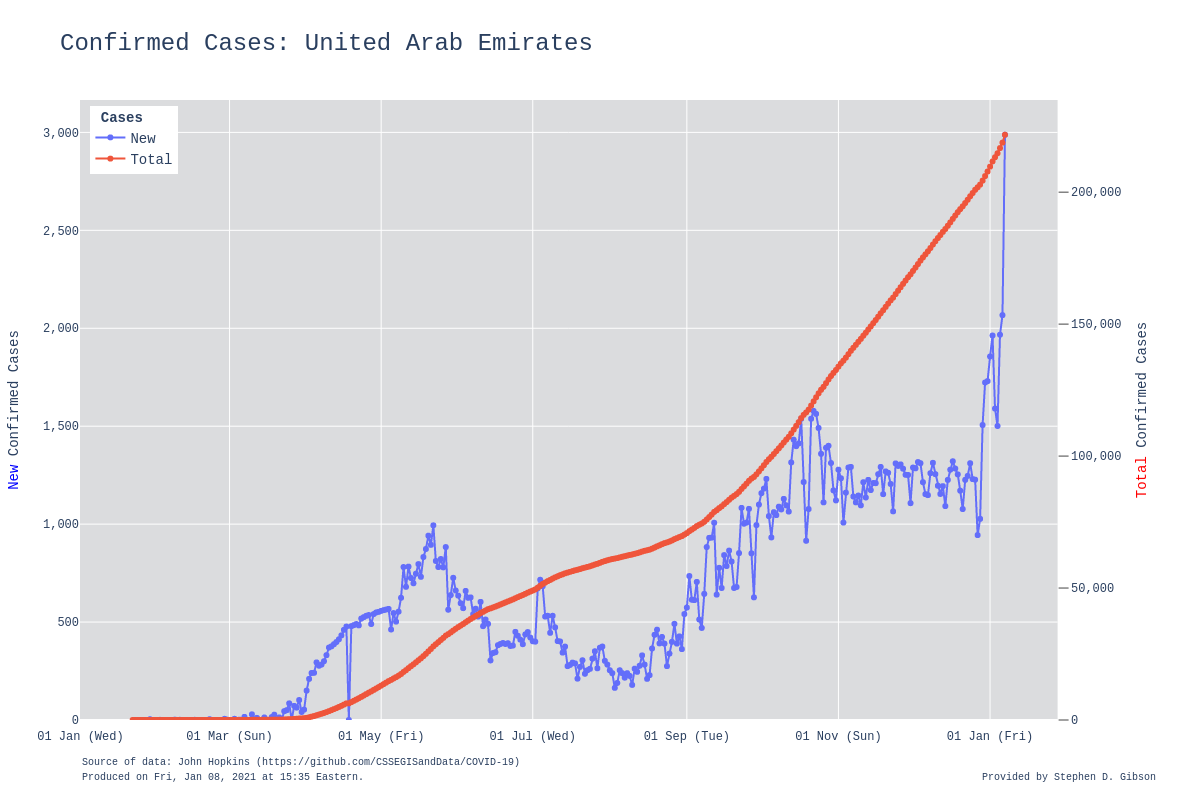 Confirmed Cases: United Arab Emirates
Cases
New
Total
3,000
2,500
2,000
1,500
1,000
500
0
New Confirmed Cases
200,000
150,000
100,000
50,000
0
Total Confirmed Cases
01 Jan (Wed) 01 Mar (Sun) 01 May (Fri) 01 Jul (Wed) 01 Sep (Tue) 01 Nov (Sun) 01 Jan (Fri)
Source of data: John Hopkins (https://github.com/CSSEGISandData/COVID-19)
Produced on Fri, Jan 08, 2021 at 15:35 Eastern.
Provided by Stephen D. Gibson